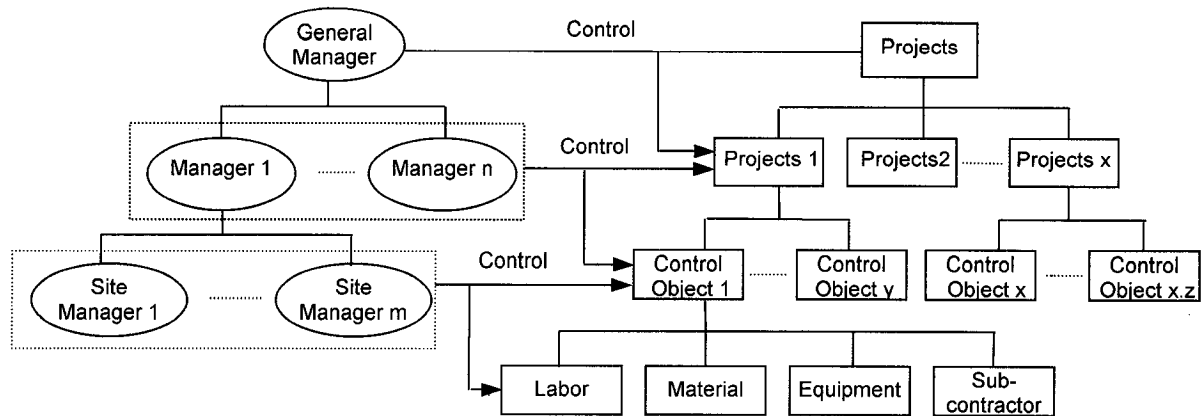 General
Manager
Control
Projects
Manager 1
Manager n
Control
Projects 1
Projects2
Projects x
Site
Manager 1
Site
Manager m
Control
Control
Object 1
Control
Object y
Control
Object x
Control
Object x.z
Labor
Material
Equipment
Sub-
contractor